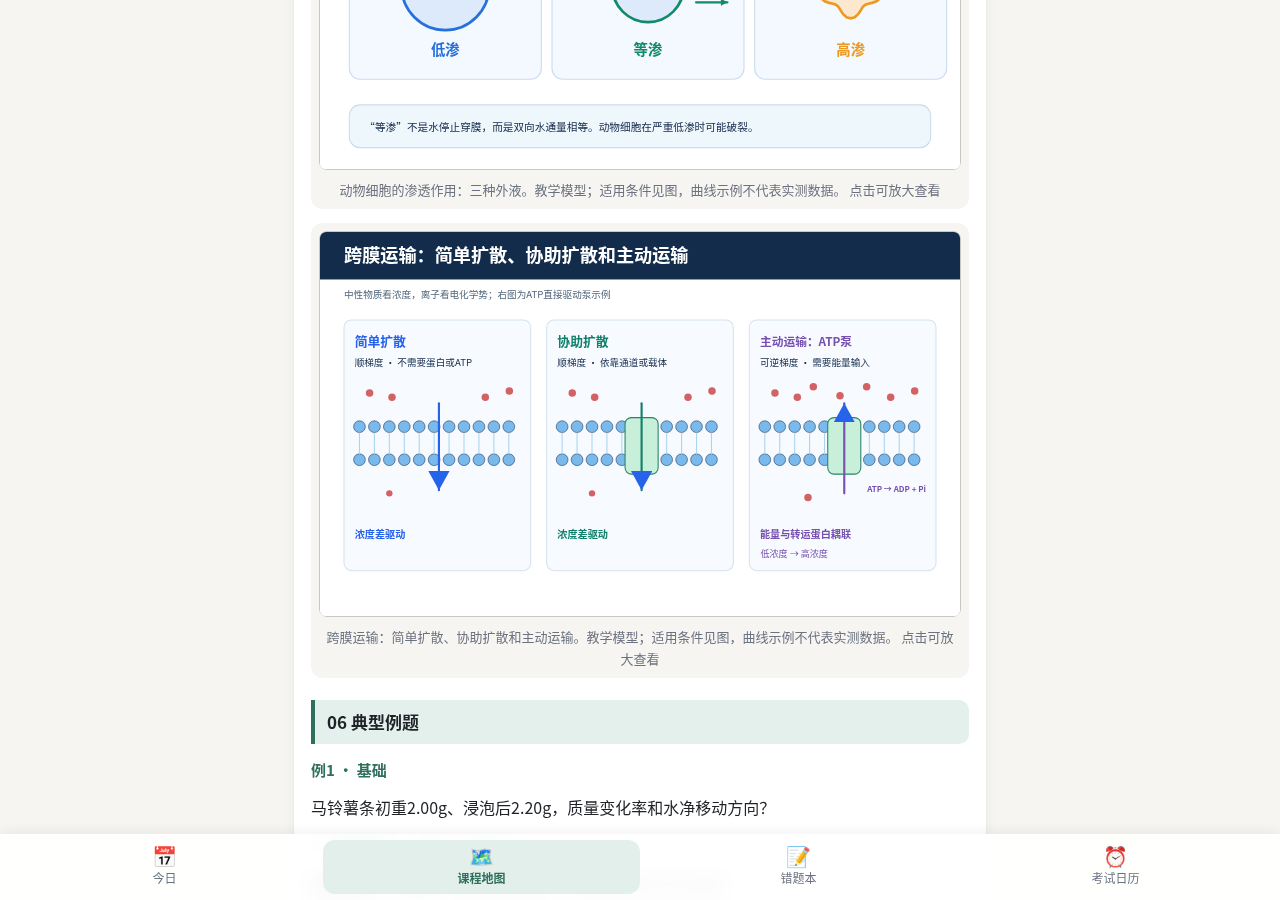 低渗
等渗
高渗
“等渗”不是水停止穿膜，而是双向水通量相等。动物细胞在严重低渗时可能破裂。
动物细胞的渗透作用：三种外液。教学模型；适用条件见图，曲线示例不代表实测数据。 点击可放大查看
跨膜运输：简单扩散、协助扩散和主动运输
中性物质看浓度，离子看电化学势；右图为ATP直接驱动泵示例
简单扩散
顺梯度 · 不需要蛋白或ATP
浓度差驱动
协助扩散
顺梯度 · 依靠通道或载体
浓度差驱动
主动运输：ATP泵
可逆梯度 · 需要能量输入
ATP → ADP + Pi
能量与转运蛋白耦联
低浓度 → 高浓度
跨膜运输：简单扩散、协助扩散和主动运输。教学模型；适用条件见图，曲线示例不代表实测数据。 点击可放
大查看
06 典型例题
例1 · 基础
马铃薯条初重2.00g、浸泡后2.20g，质量变化率和水净移动方向？
今日
课程地图
错题本
考试日历